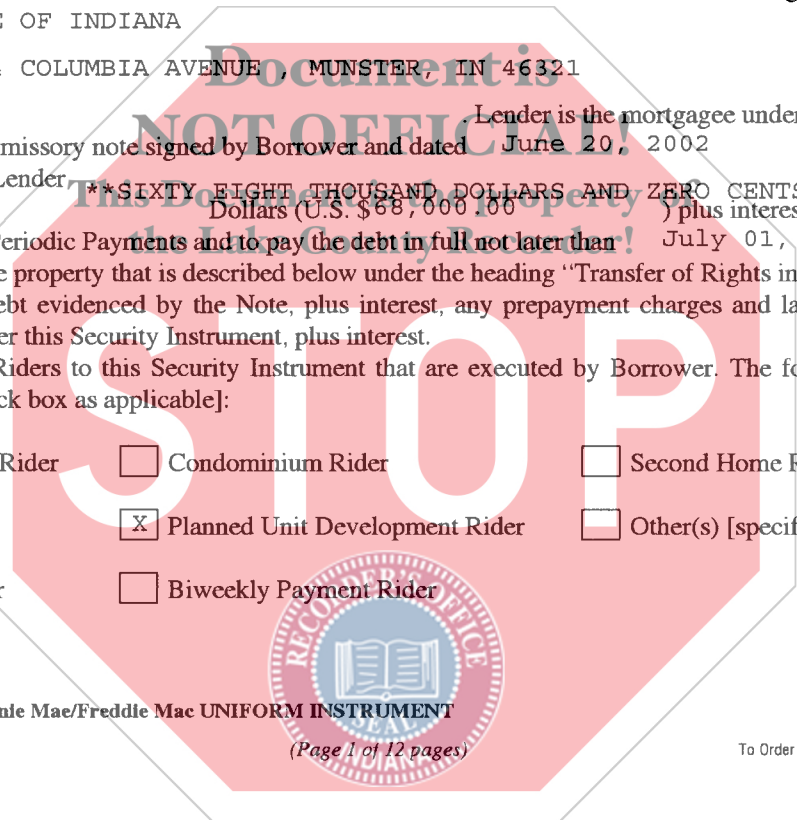 OF INDIANA
COLUMBIA AVENUE , MUNSTER, IN 46321
Document is
. Lender is the mortgagee under
NOT OFFICIAL!
missory note signed by Borrower and dated June 20, 2002
Lender
**SIXTY EIGHT THOUSAND DOLLARS AND ZERO CENTS
This Document is the property of
Dollars (U.S. $68,000.00 ) plus interes
eriodic Payments and to pay the debt in full not later than July 01,
the Lake County Recorder!
e property that is described below under the heading “Transfer of Rights in
ebt evidenced by the Note, plus interest, any prepayment charges and la
er this Security Instrument, plus interest.
Riders to this Security Instrument that are executed by Borrower. The fo
ck box as applicable]:
STOP
Rider Condominium Rider Second Home R
X Planned Unit Development Rider Other(s) [specif
r Biweekly Payment Rider
RECORDER'S OFFICE
SEAL
INDIANA
nie Mae/Freddie Mac UNIFORM INSTRUMENT
(Page 1 of 12 pages)
To Order